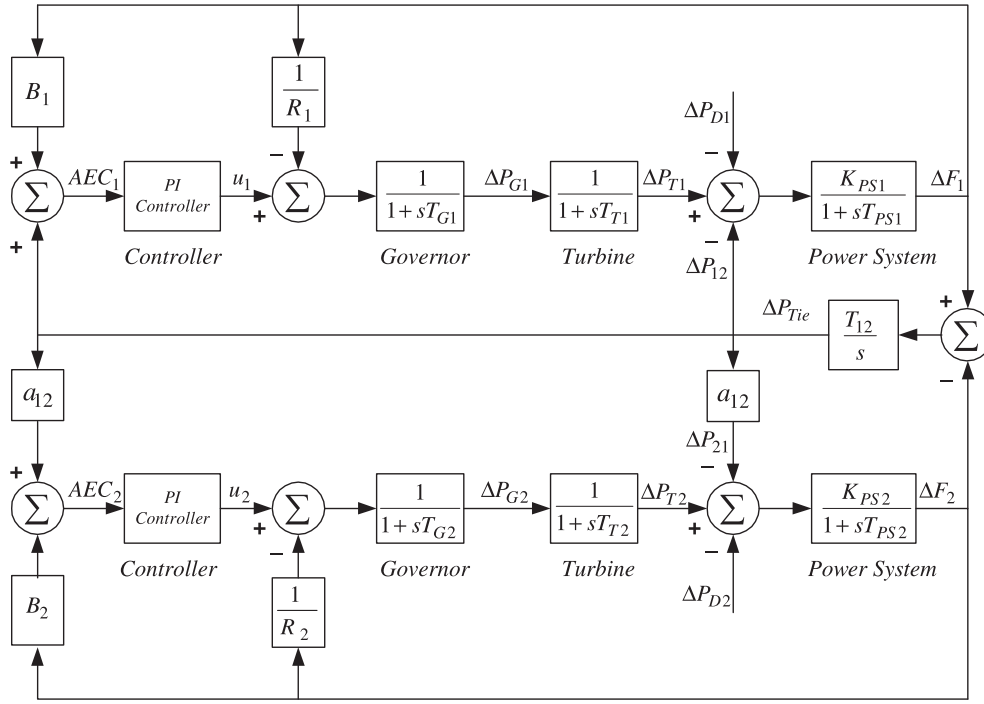 B1
1
R1
ΔPD1
+
−
−
AEC1
PI
Controller
u1
+
1
1 + sTG1
ΔPG1
1
1 + sTT1
ΔPT1
+
KPS1
1 + sTPS1
ΔF1
Σ
Σ
Σ
+
−
ΔP12
Controller
Governor
Turbine
Power System
ΔPTie
T12
s
+
Σ
−
a12
a12
ΔP21
+
−
AEC2
PI
Controller
u2
+
1
1 + sTG2
ΔPG2
1
1 + sTT2
ΔPT2
+
KPS2
1 + sTPS2
ΔF2
Σ
Σ
Σ
+
−
−
Controller
Governor
Turbine
Power System
B2
1
R2
ΔPD2